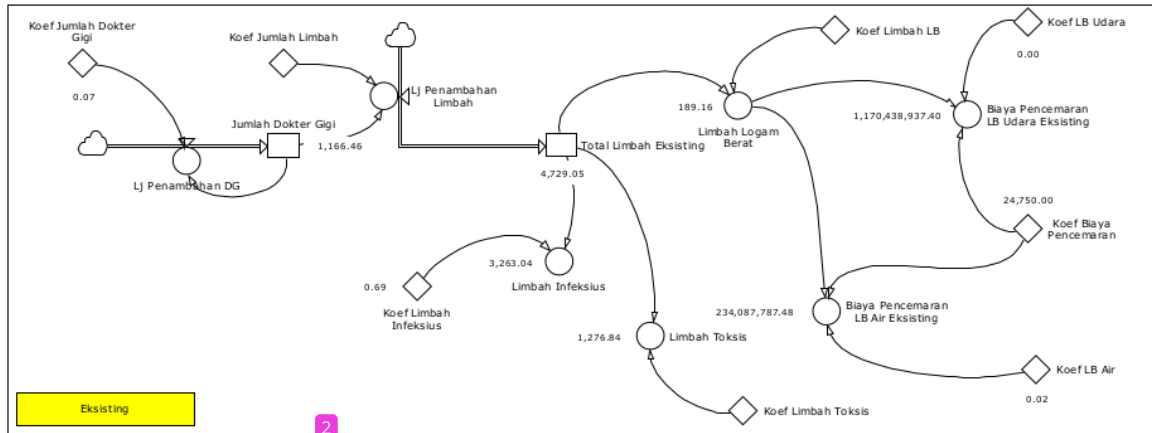 Koef Jumlah Dokter
Gigi
0.07
Koef Jumlah Limbah
Lj Penambahan
Limbah
Jumlah Dokter Gigi
1,166.46
Lj Penambahan DG
Total Limbah Eksisting
4,729.05
Koef Limbah LB
189.16
Limbah Logam
Berat
Koef LB Udara
0.00
1,170,438,937.40
Biaya Pencemaran
LB Udara Eksisting
24,750.00
Koef Biaya
Pencemaran
3,263.04
Limbah Infeksius
0.69
Koef Limbah
Infeksius
234,087,787.48
Biaya Pencemaran
LB Air Eksisting
1,276.84
Limbah Toksis
Koef LB Air
0.02
Koef Limbah Toksis
Eksisting
2